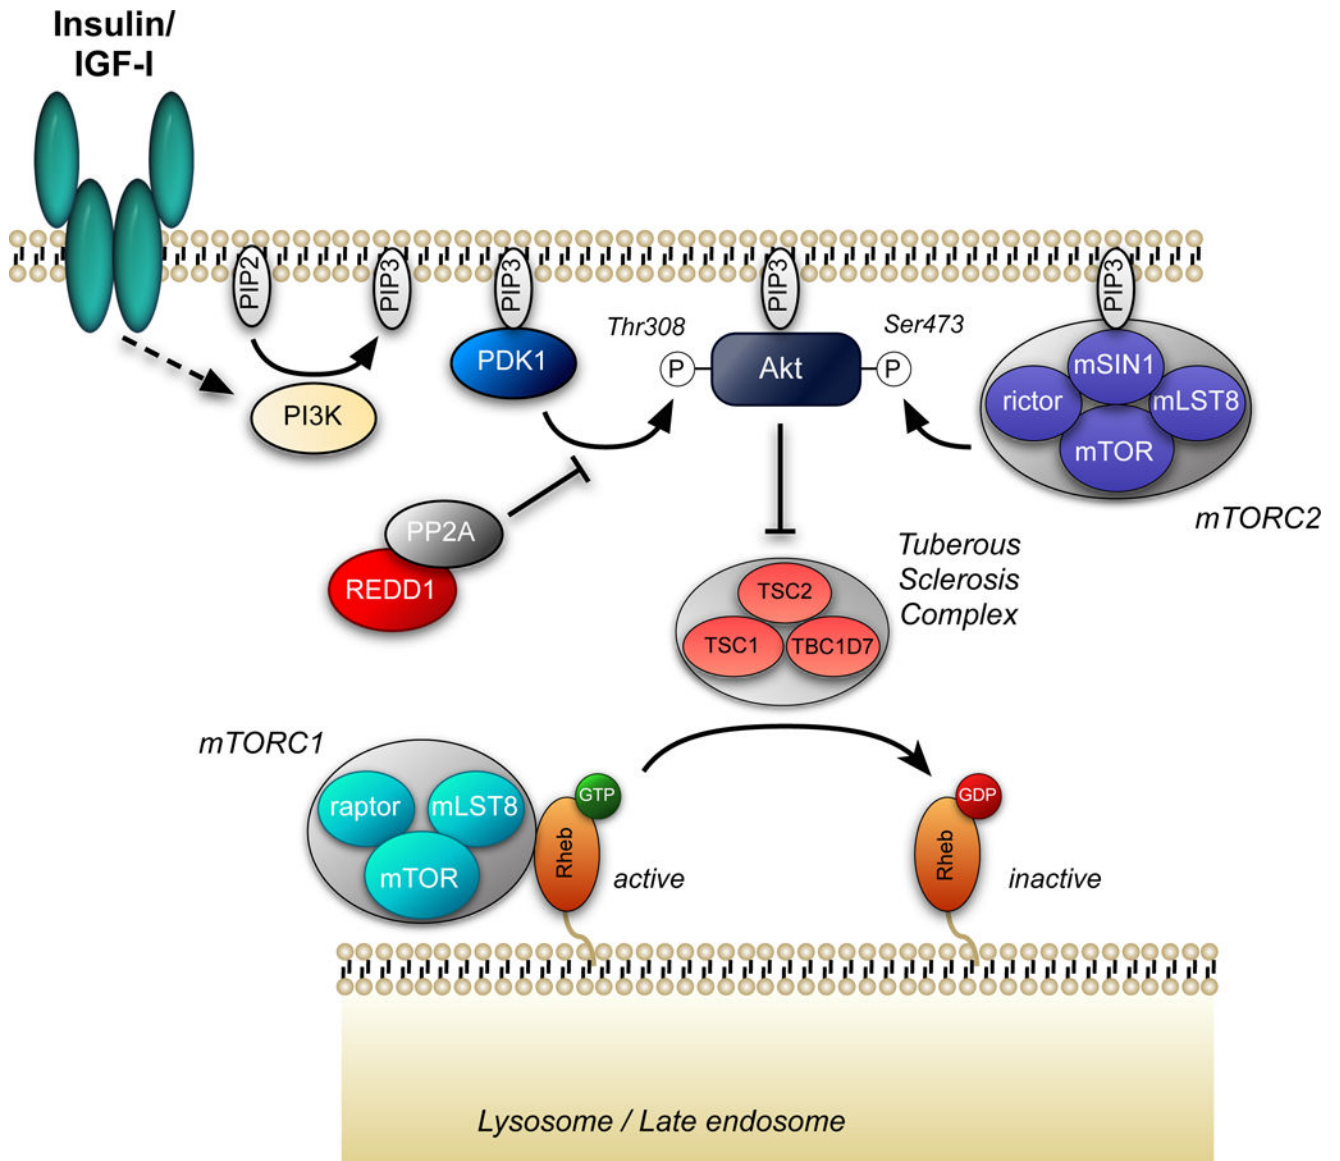 Insulin/
IGF-I
PIP2
PIP3
PIP3
PIP3
PIP3
Thr308
Ser473
P
Akt
P
PDK1
PI3K
mSIN1
rictor
mLST8
mTOR
mTORC2
PP2A
REDD1
Tuberous
Sclerosis
Complex
TSC2
TSC1
TBC1D7
mTORC1
raptor
mLST8
mTOR
GTP
Rheb
active
GDP
Rheb
inactive
Lysosome / Late endosome